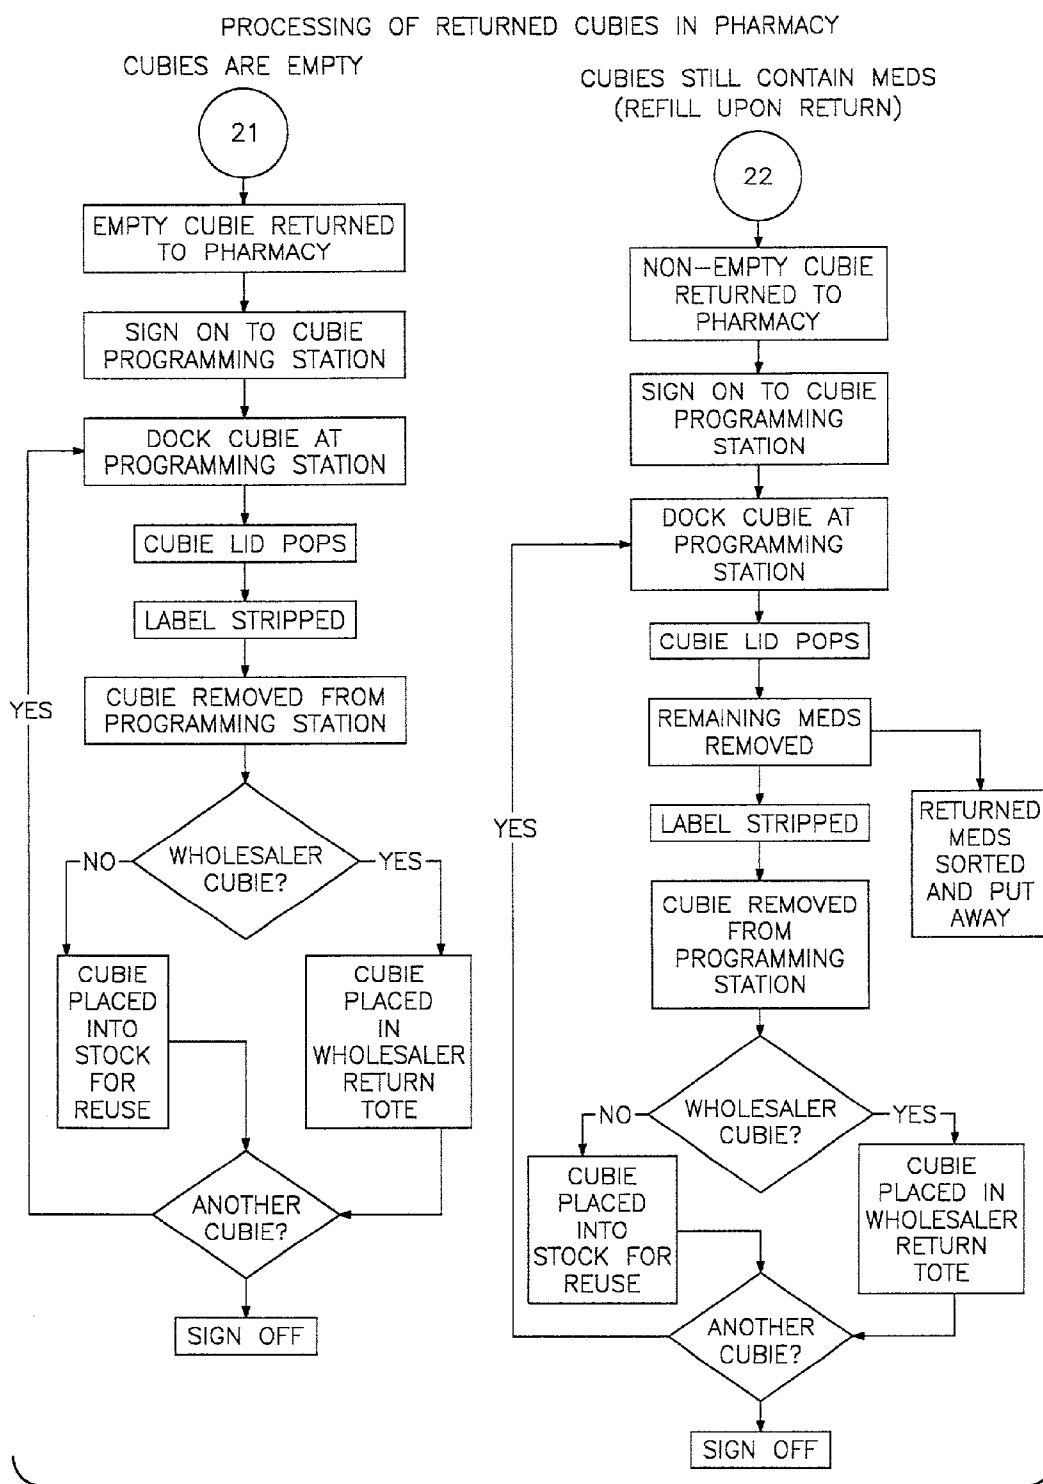 PROCESSING OF RETURNED CUBIES IN PHARMACY
CUBIES ARE EMPTY
21
EMPTY CUBIE RETURNED
TO PHARMACY
SIGN ON TO CUBIE
PROGRAMMING STATION
DOCK CUBIE AT
PROGRAMMING STATION
CUBIE LID POPS
LABEL STRIPPED
CUBIE REMOVED FROM
PROGRAMMING STATION
YES
WHOLESALER
CUBIE?
NO
YES
CUBIE
PLACED
INTO
STOCK
FOR
REUSE
CUBIE
PLACED
IN
WHOLESALER
RETURN
TOTE
ANOTHER
CUBIE?
SIGN OFF
CUBIES STILL CONTAIN MEDS
(REFILL UPON RETURN)
22
NON-EMPTY CUBIE
RETURNED TO
PHARMACY
SIGN ON TO CUBIE
PROGRAMMING
STATION
DOCK CUBIE AT
PROGRAMMING
STATION
CUBIE LID POPS
REMAINING MEDS
REMOVED
RETURNED
MEDS
SORTED
AND PUT
AWAY
YES
LABEL STRIPPED
CUBIE REMOVED
FROM
PROGRAMMING
STATION
WHOLESALER
CUBIE?
NO
YES
CUBIE
PLACED
INTO
STOCK FOR
REUSE
CUBIE
PLACED IN
WHOLESALER
RETURN
TOTE
ANOTHER
CUBIE?
SIGN OFF